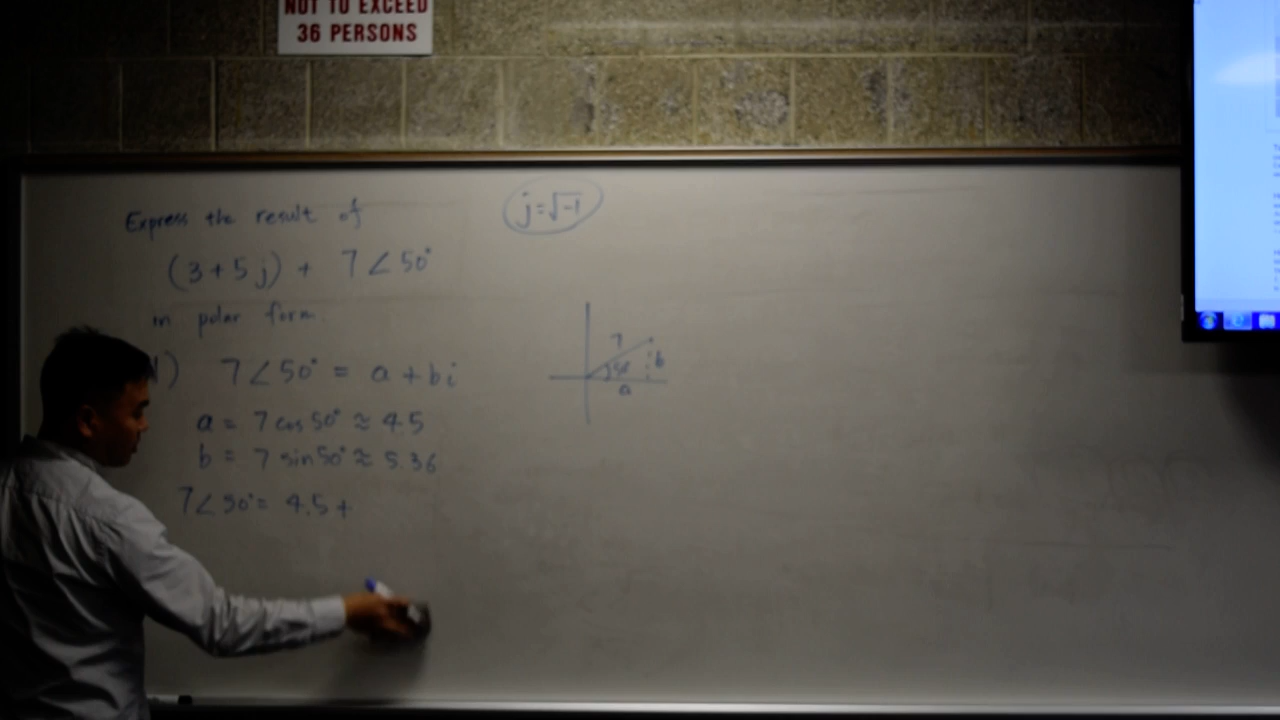 NOT TO EXCEED
36 PERSONS
Express the result of
(3+5j) + 7∠50°
in polar form.
j=√-1
1) 7∠50° = a+bi
a = 7 cos 50° ≈ 4.5
b = 7 sin 50° ≈ 5.36
7∠50° = 4.5 +
7
50°
b
a